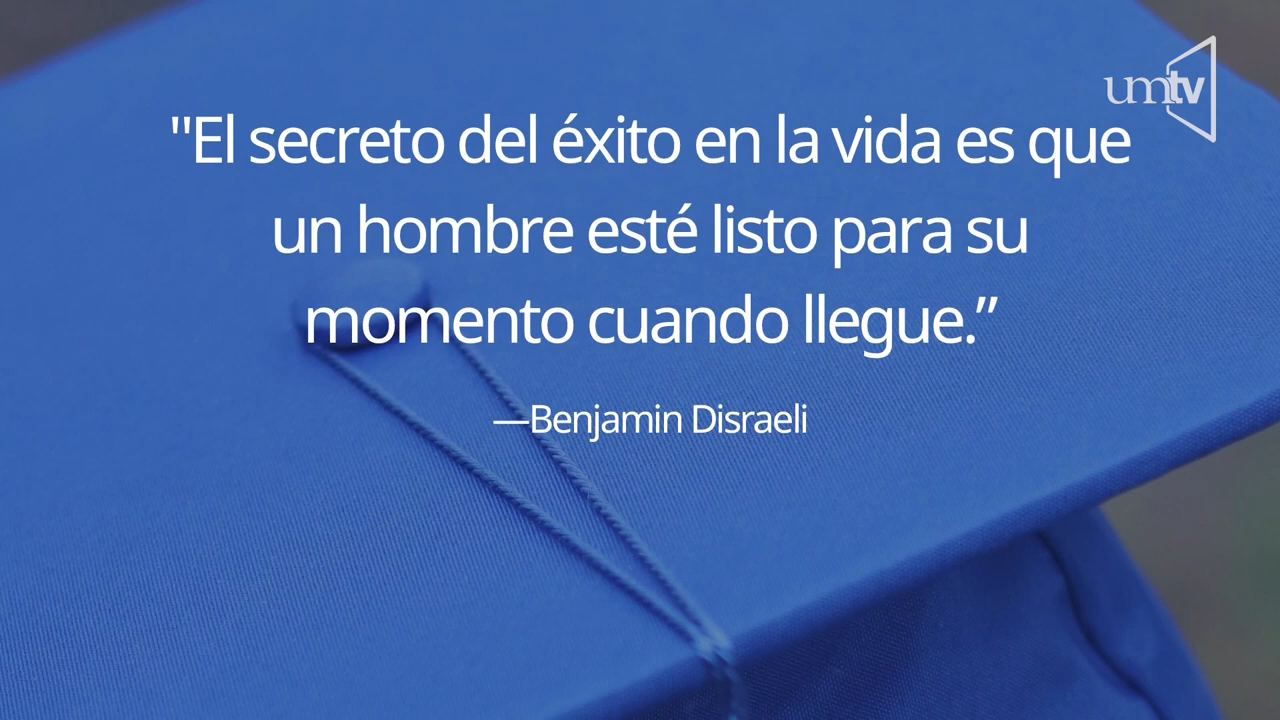 umtv
"El secreto del éxito en la vida es que
un hombre esté listo para su
momento cuando llegue.”
—Benjamin Disraeli